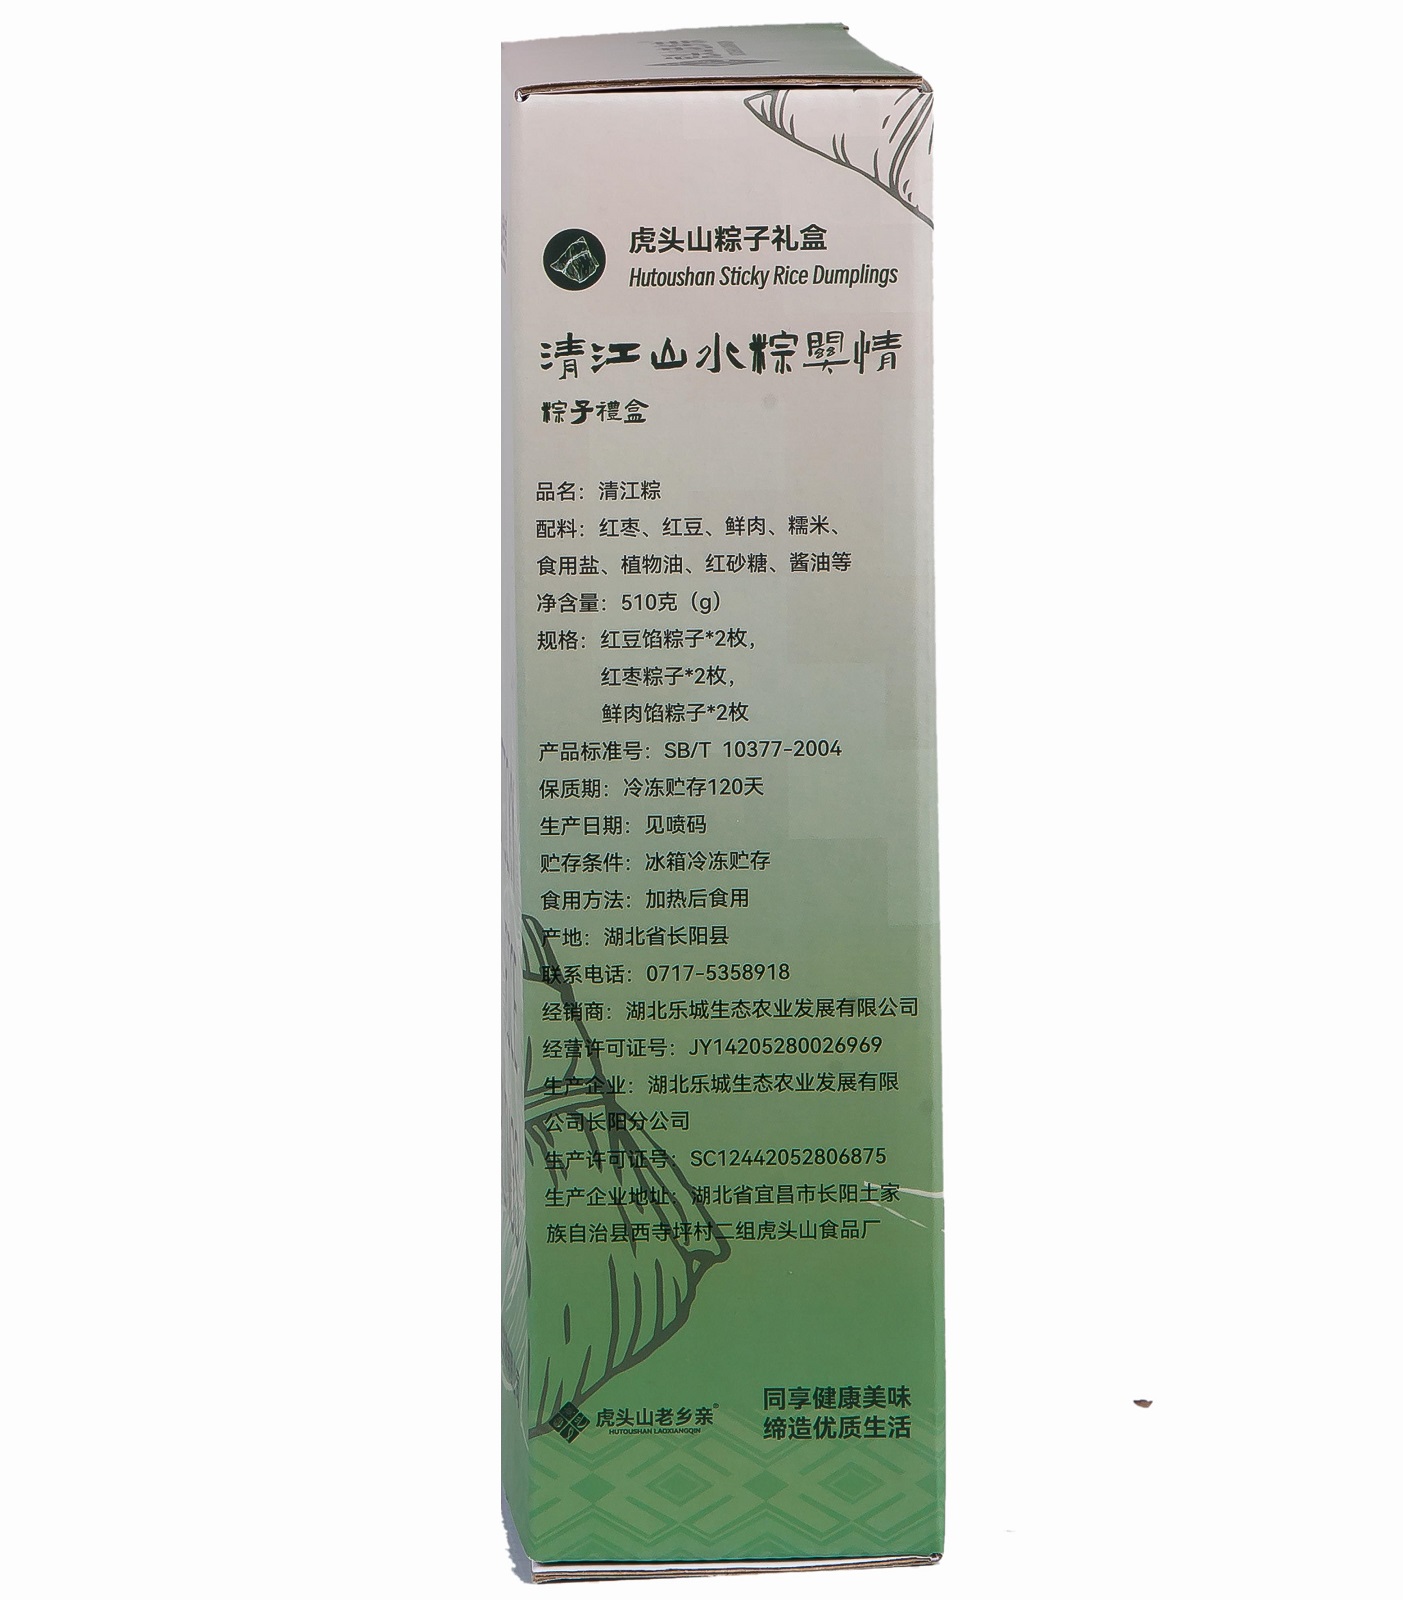 虎头山粽子礼盒
Hutoushan Sticky Rice Dumplings
清江山水粽關情
粽子禮盒
品名：清江粽
配料：红枣、红豆、鲜肉、糯米、
食用盐、植物油、红砂糖、酱油等
净含量：510克（g）
规格：红豆馅粽子*2枚，
红枣粽子*2枚，
鲜肉馅粽子*2枚
产品标准号：SB/T 10377-2004
保质期：冷冻贮存120天
生产日期：见喷码
贮存条件：冰箱冷冻贮存
食用方法：加热后食用
产地：湖北省长阳县
联系电话：0717-5358918
经销商：湖北乐城生态农业发展有限公司
经营许可证号：JY14205280026969
生产企业：湖北乐城生态农业发展有限
公司长阳分公司
生产许可证号：SC12442052806875
生产企业地址：湖北省宜昌市长阳土家
族自治县西寺坪村二组虎头山食品厂
虎头山老乡亲®
HUTOUSHAN LAOXIANGQIN
同享健康美味
缔造优质生活